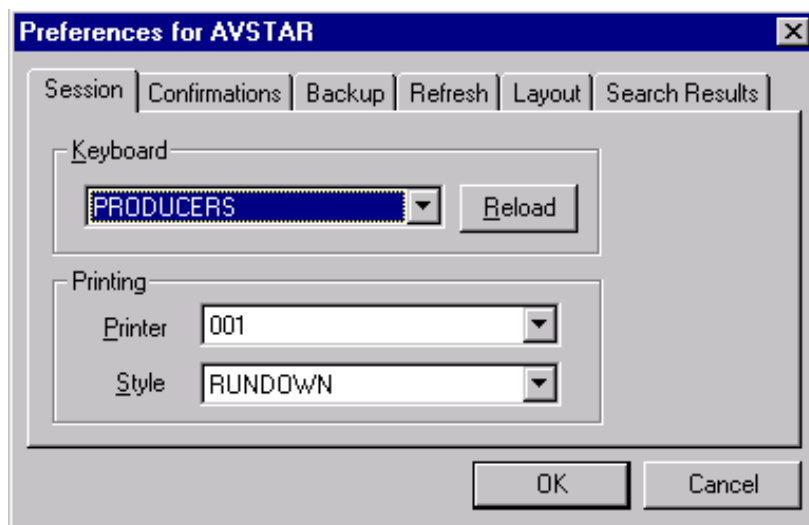 Preferences for AVSTAR
Session Confirmations Backup Refresh Layout Search Results
Keyboard
PRODUCERS Reload
Printing
Printer 001
Style RUNDOWN
OK Cancel